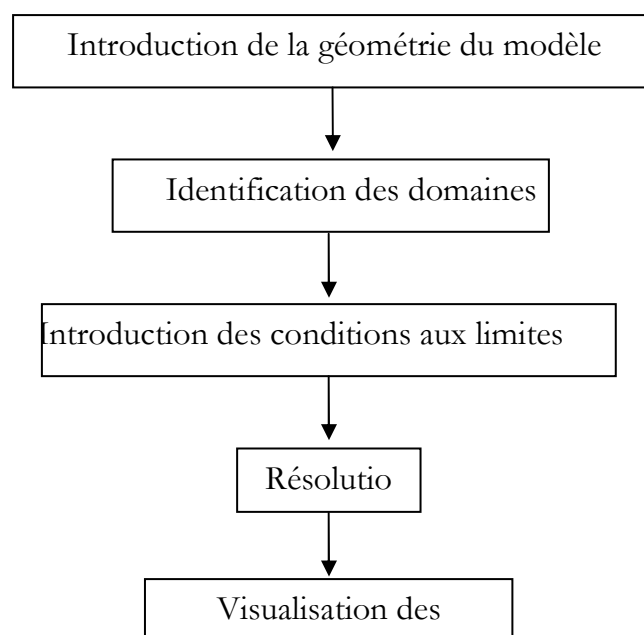 Introduction de la géométrie du modèle
Identification des domaines
Introduction des conditions aux limites
Résolutio
Visualisation des